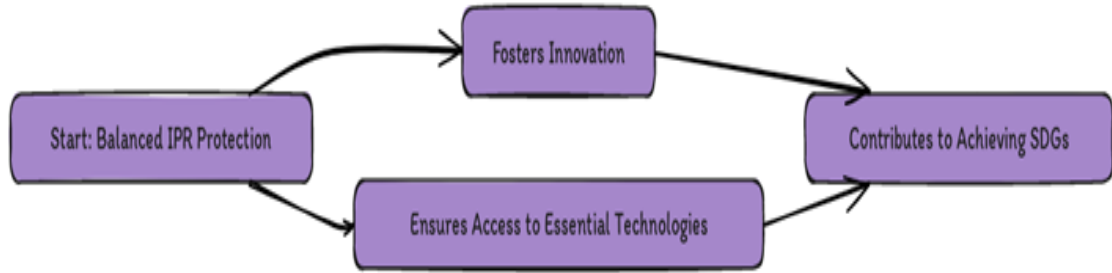 Fosters Innovation
Start: Balanced IPR Protection
Contributes to Achieving SDGs
Ensures Access to Essential Technologies